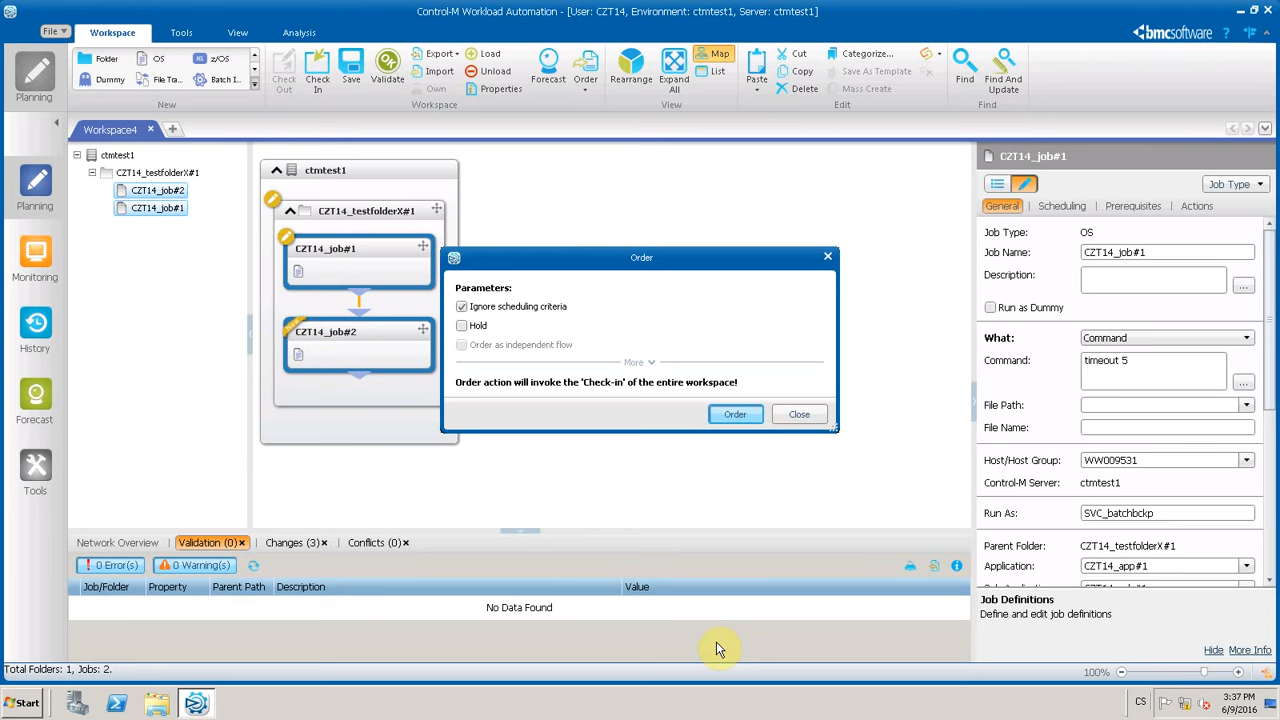 Control-M Workload Automation - [User: CZT14, Environment: ctmtest1, Server: ctmtest1]
File
Workspace
Tools
View
Analysis
bmcsoftware
Planning
Folder
OS
z/OS
Dummy
File Tra...
Batch I...
New
Check Out
Check In
Save
Validate
Export
Import
Own
Load
Unload
Properties
Workspace
Forecast
Order
Rearrange
Expand All
Map
List
View
Paste
Cut
Copy
Delete
Categorize...
Save As Template
Mass Create
Edit
Find
Find And Update
Find
Workspace4
ctmtest1
CZT14_testfolderX#1
CZT14_job#2
CZT14_job#1
Planning
Monitoring
History
Forecast
Tools
ctmtest1
CZT14_testfolderX#1
CZT14_job#1
CZT14_job#2
Order
Parameters:
Ignore scheduling criteria
Hold
Order as independent flow
More
Order action will invoke the 'Check-in' of the entire workspace!
Order
Close
CZT14_job#1
Job Type
General
Scheduling
Prerequisites
Actions
Job Type: OS
Job Name: CZT14_job#1
Description:
...
Run as Dummy
What: Command
Command: timeout 5
...
File Path:
File Name:
Host/Host Group: WW009531
Control-M Server: ctmtest1
Run As: SVC_batchbckp
Parent Folder: CZT14_testfolderX#1
Application: CZT14_app#1
Job Definitions
Define and edit job definitions
Hide
More Info
Network Overview
Validation (0)
Changes (3)
Conflicts (0)
0 Error(s)
0 Warning(s)
Job/Folder
Property
Parent Path
Description
Value
No Data Found
Total Folders: 1, Jobs: 2.
100%
Start
CS
3:37 PM
6/9/2016